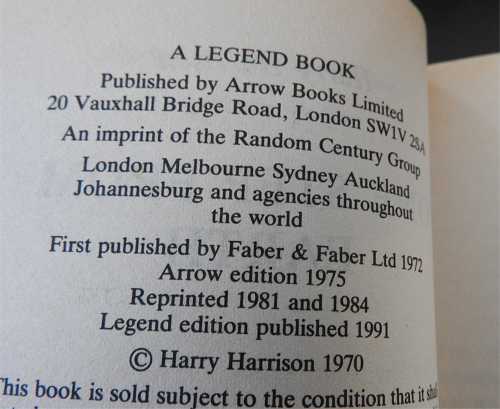 A LEGEND BOOK
Published by Arrow Books Limited
20 Vauxhall Bridge Road, London SW1V 2SA
An imprint of the Random Century Group
London Melbourne Sydney Auckland
Johannesburg and agencies throughout
the world
First published by Faber & Faber Ltd 1972
Arrow edition 1975
Reprinted 1981 and 1984
Legend edition published 1991
© Harry Harrison 1970
This book is sold subject to the condition that it